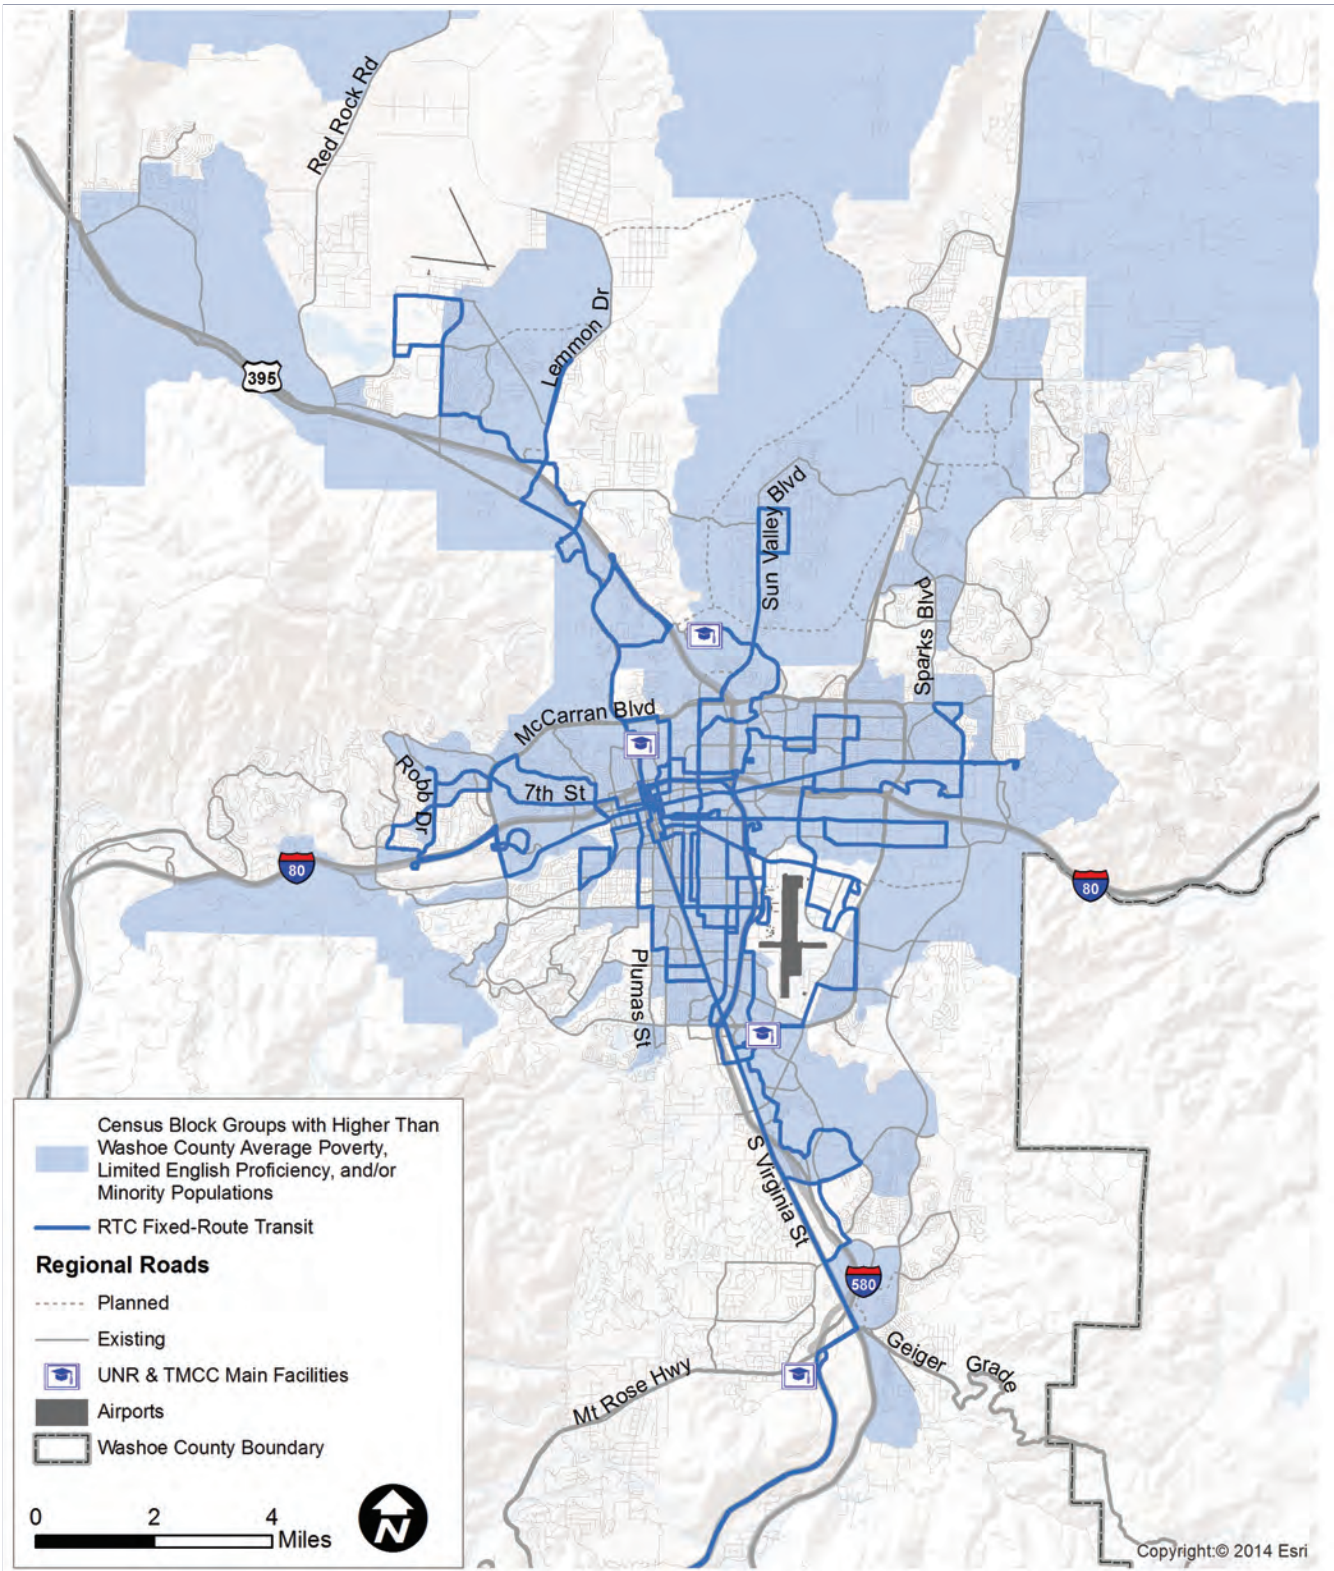 Red Rock Rd
395
Lemmon Dr
Sun Valley Blvd
Sparks Blvd
McCarran Blvd
Robb Dr
7th St
80
80
Plumas St
S Virginia St
580
Geiger Grade
Mt Rose Hwy
Census Block Groups with Higher Than
Washoe County Average Poverty,
Limited English Proficiency, and/or
Minority Populations
RTC Fixed-Route Transit
Regional Roads
Planned
Existing
UNR & TMCC Main Facilities
Airports
Washoe County Boundary
0 2 4
Miles
N
Copyright:© 2014 Esri